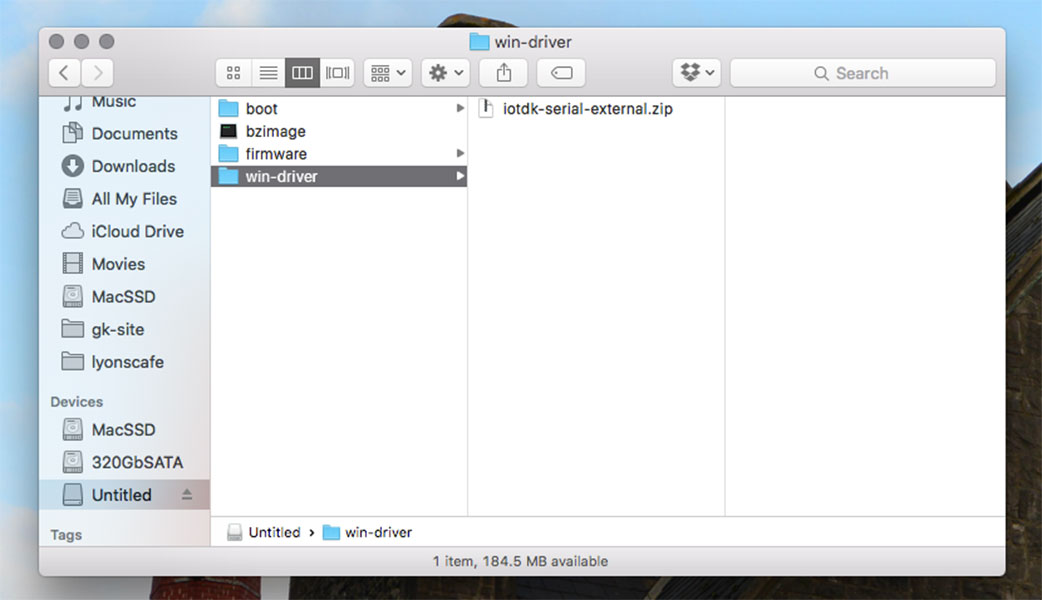 win-driver
Search
Music
Documents
Downloads
All My Files
iCloud Drive
Movies
MacSSD
gk-site
lyonscafe
Devices
MacSSD
320GbSATA
Untitled
Tags
boot
bzimage
firmware
win-driver
iotdk-serial-external.zip
Untitled › win-driver
1 item, 184.5 MB available